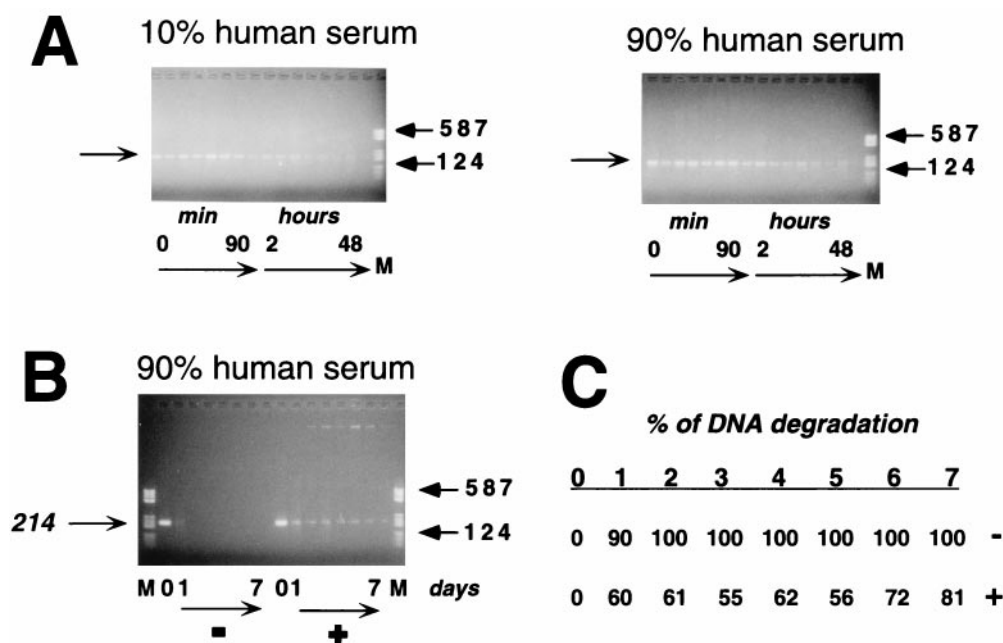 A
10% human serum
587
124
min hours
0 90 2 48
M
90% human serum
587
124
min hours
0 90 2 48
M
B
90% human serum
587
214
124
M 0 1 7 0 1 7 M days
- +
C
% of DNA degradation
0 1 2 3 4 5 6 7
0 90 100 100 100 100 100 100 -
0 60 61 55 62 56 72 81 +